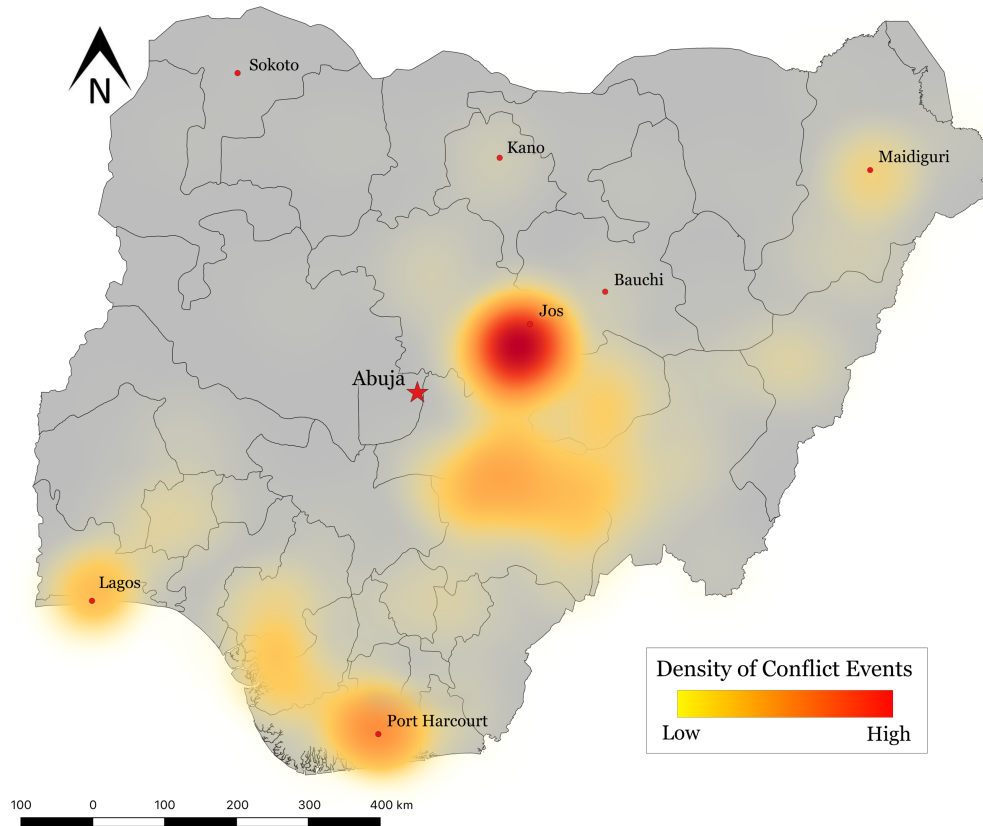 N
Sokoto
Kano
Maidiguri
Bauchi
Jos
Abuja
Lagos
Port Harcourt
Density of Conflict Events
Low High
100 0 100 200 300 400 km